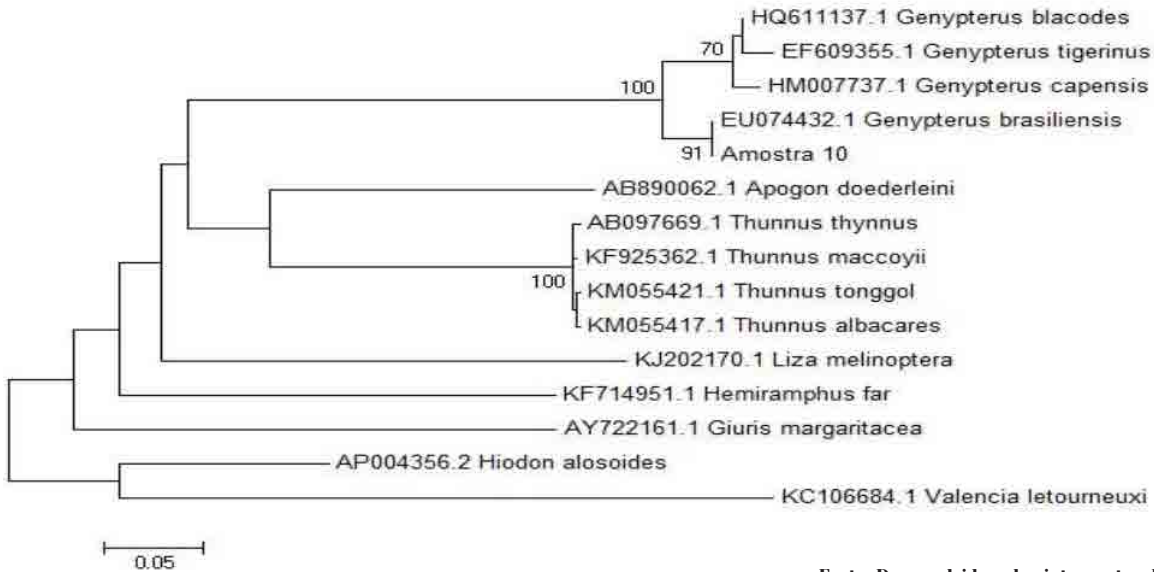 HQ611137.1 Genypterus blacodes
70
EF609355.1 Genypterus tigerinus
HM007737.1 Genypterus capensis
100
EU074432.1 Genypterus brasiliensis
91 Amostra 10
AB890062.1 Apogon doederleini
AB097669.1 Thunnus thynnus
KF925362.1 Thunnus maccoyii
100
KM055421.1 Thunnus tonggol
KM055417.1 Thunnus albacares
KJ202170.1 Liza melinoptera
KF714951.1 Hemiramphus far
AY722161.1 Giuris margaritacea
AP004356.2 Hiodon alosoides
KC106684.1 Valencia letourneuxi
0.05